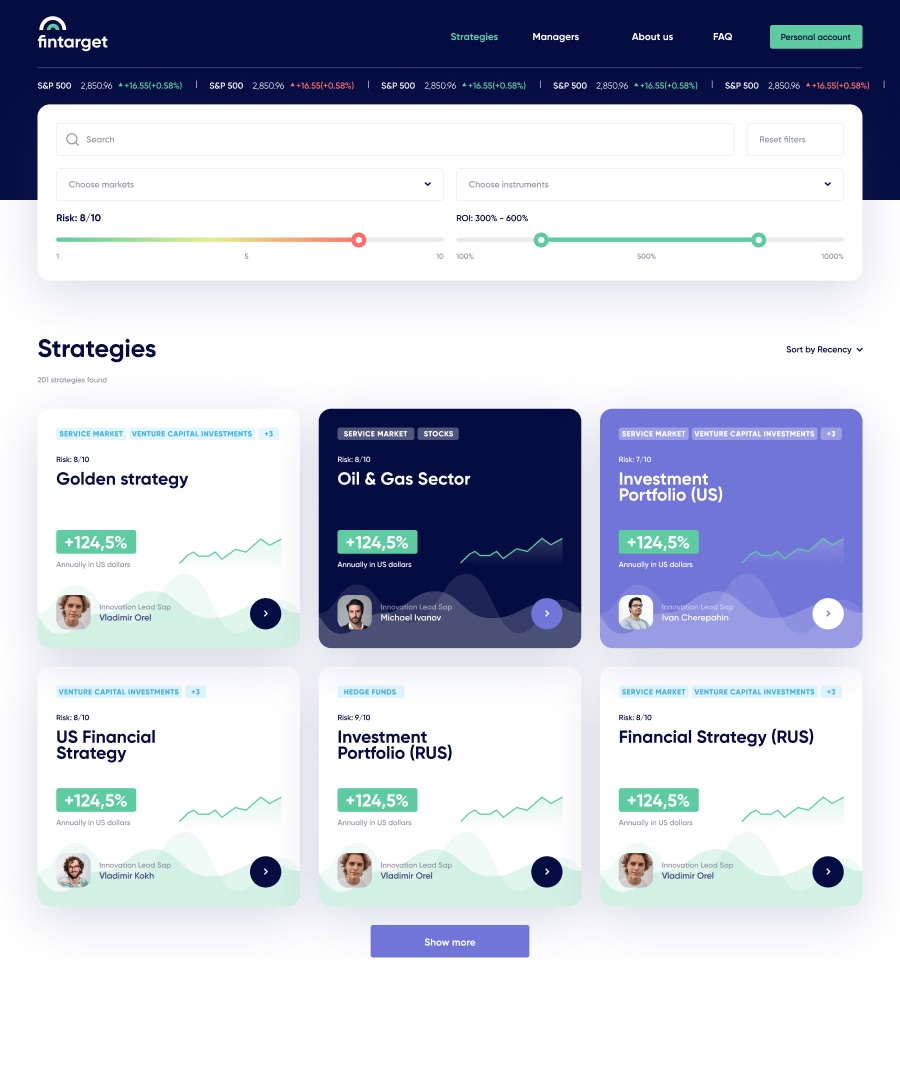 fintarget
Strategies Managers About us FAQ Personal account
S&P 500 2,850.96 +16.55(+0.58%) S&P 500 2,850.96 +16.55(+0.58%) S&P 500 2,850.96 +16.55(+0.58%) S&P 500 2,850.96 +16.55(+0.58%) S&P 500 2,850.96 +16.55(+0.58%)
Search Reset filters
Choose markets Choose instruments
Risk: 8/10 ROI: 300% - 600%
1 5 10 100% 500% 1000%
Strategies
Sort by Recency
201 strategies found
SERVICE MARKET VENTURE CAPITAL INVESTMENTS +3
Risk: 8/10
Golden strategy
+124,5%
Annually in US dollars
Innovation Lead Sap
Vladimir Orel
SERVICE MARKET STOCKS
Risk: 8/10
Oil & Gas Sector
+124,5%
Annually in US dollars
Innovation Lead Sap
Michael Ivanov
SERVICE MARKET VENTURE CAPITAL INVESTMENTS +3
Risk: 7/10
Investment
Portfolio (US)
+124,5%
Annually in US dollars
Innovation Lead Sap
Ivan Cherepahin
VENTURE CAPITAL INVESTMENTS +3
Risk: 8/10
US Financial
Strategy
+124,5%
Annually in US dollars
Innovation Lead Sap
Vladimir Kokh
HEDGE FUNDS
Risk: 9/10
Investment
Portfolio (RUS)
+124,5%
Annually in US dollars
Innovation Lead Sap
Vladimir Orel
SERVICE MARKET VENTURE CAPITAL INVESTMENTS +3
Risk: 8/10
Financial Strategy (RUS)
+124,5%
Annually in US dollars
Innovation Lead Sap
Vladimir Orel
Show more